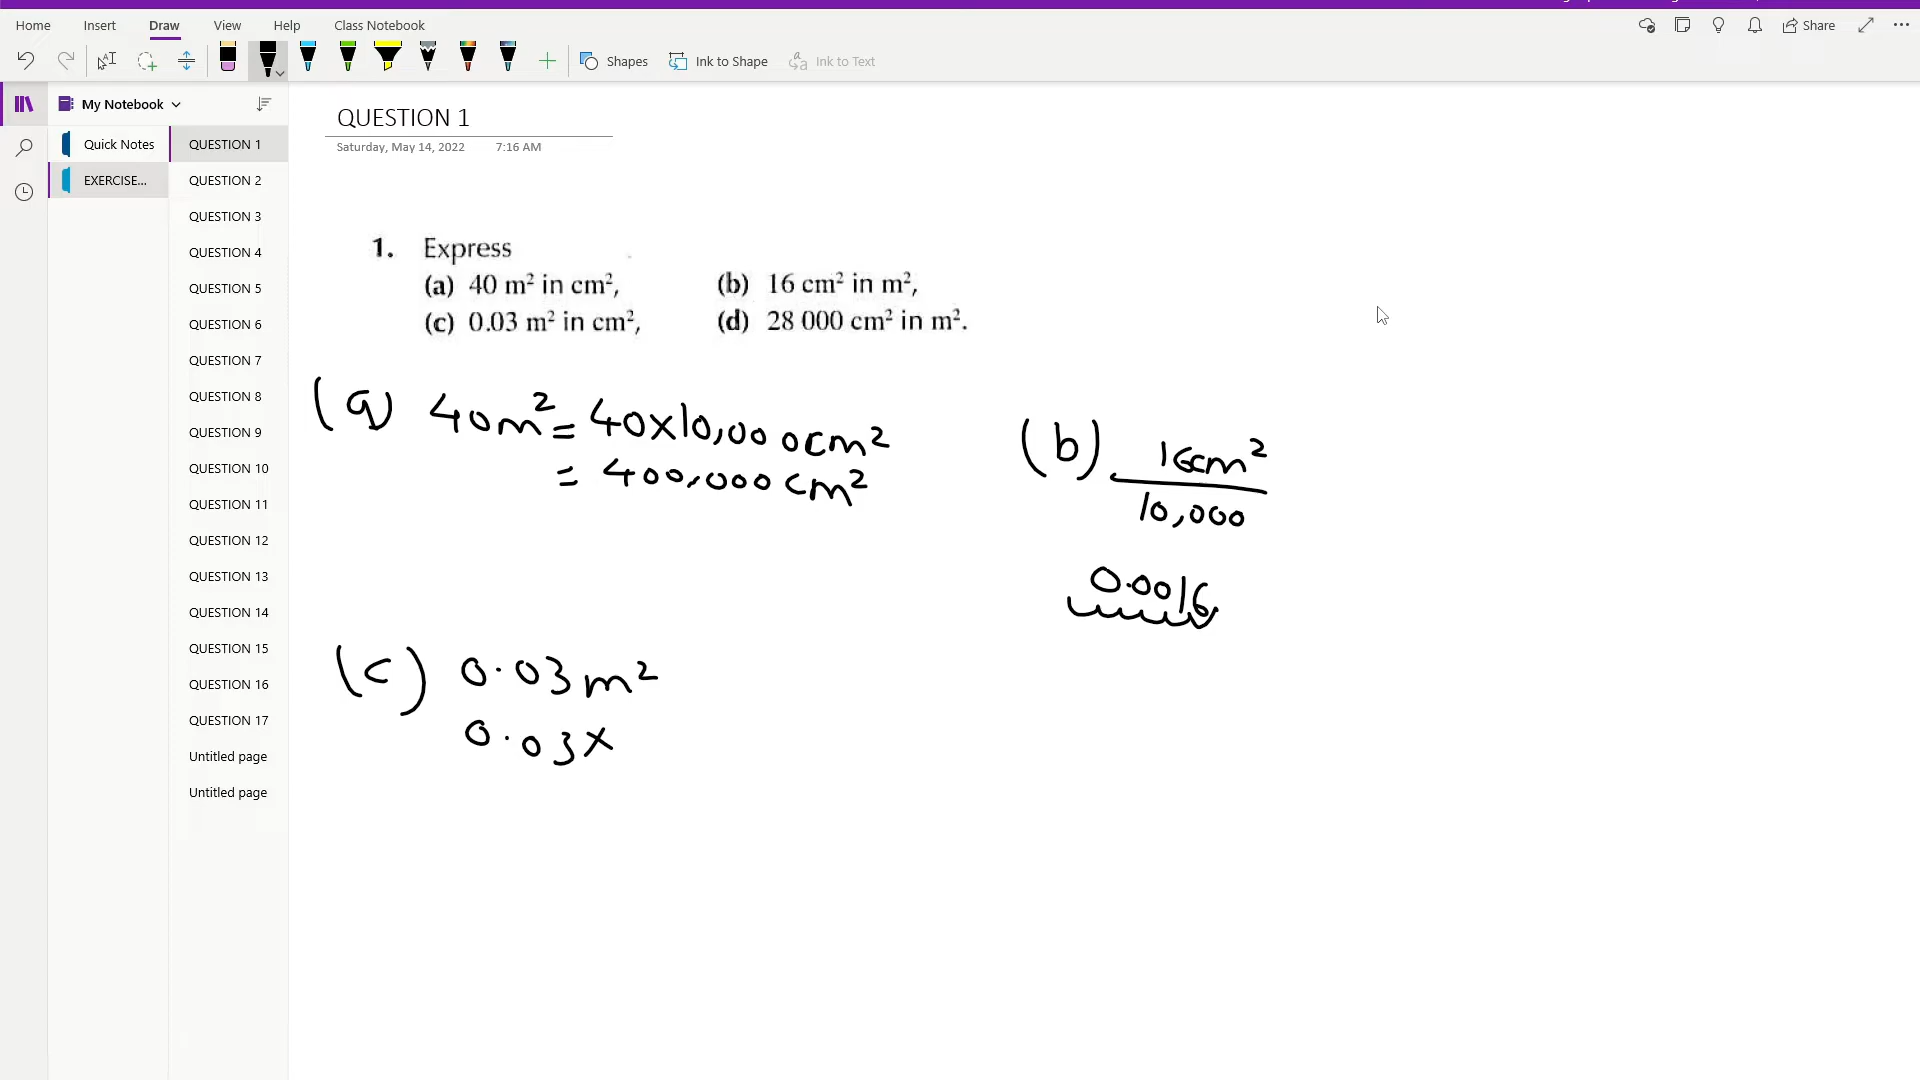 Home Insert Draw View Help Class Notebook
Share
Shapes Ink to Shape Ink to Text
My Notebook
Quick Notes
EXERCISE...
QUESTION 1
QUESTION 2
QUESTION 3
QUESTION 4
QUESTION 5
QUESTION 6
QUESTION 7
QUESTION 8
QUESTION 9
QUESTION 10
QUESTION 11
QUESTION 12
QUESTION 13
QUESTION 14
QUESTION 15
QUESTION 16
QUESTION 17
Untitled page
Untitled page
QUESTION 1
Saturday, May 14, 2022 7:16 AM
1. Express
(a) 40 m² in cm², (b) 16 cm² in m²,
(c) 0.03 m² in cm², (d) 28 000 cm² in m².
(a) 40m² = 40×10,000cm²
= 400,000cm²
(b) 16cm²
10,000
0.0016
(c) 0.03m²
0.03×